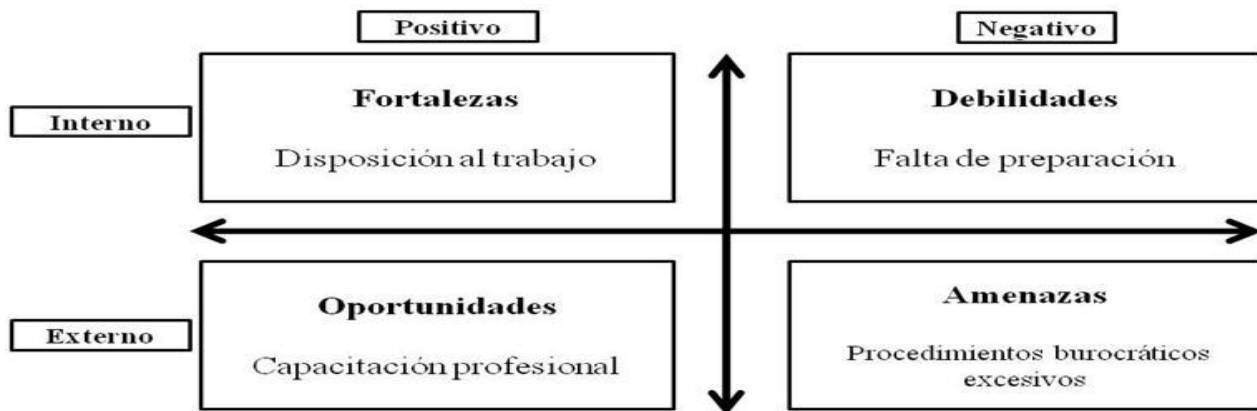 Positivo
Negativo
Interno
Fortalezas
Disposición al trabajo
Debilidades
Falta de preparación
Externo
Oportunidades
Capacitación profesional
Amenazas
Procedimientos burocráticos
excesivos